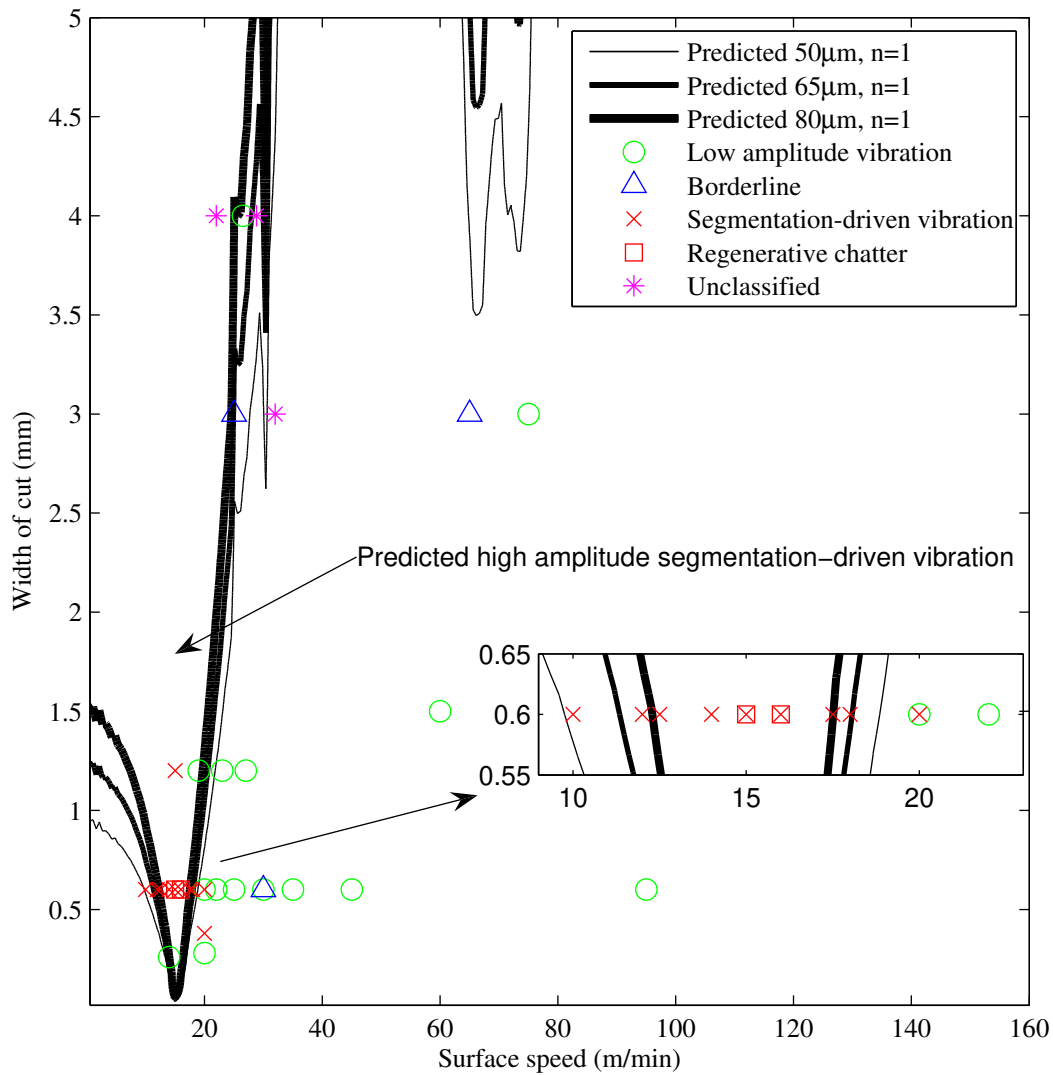 5
4.5
4
3.5
3
2.5
2
1.5
1
0.5
Width of cut (mm)
Predicted 50μm, n=1
Predicted 65μm, n=1
Predicted 80μm, n=1
Low amplitude vibration
Borderline
Segmentation-driven vibration
Regenerative chatter
Unclassified
Predicted high amplitude segmentation−driven vibration
0.65
0.6
0.55
10
15
20
20
40
60
80
100
120
140
160
Surface speed (m/min)